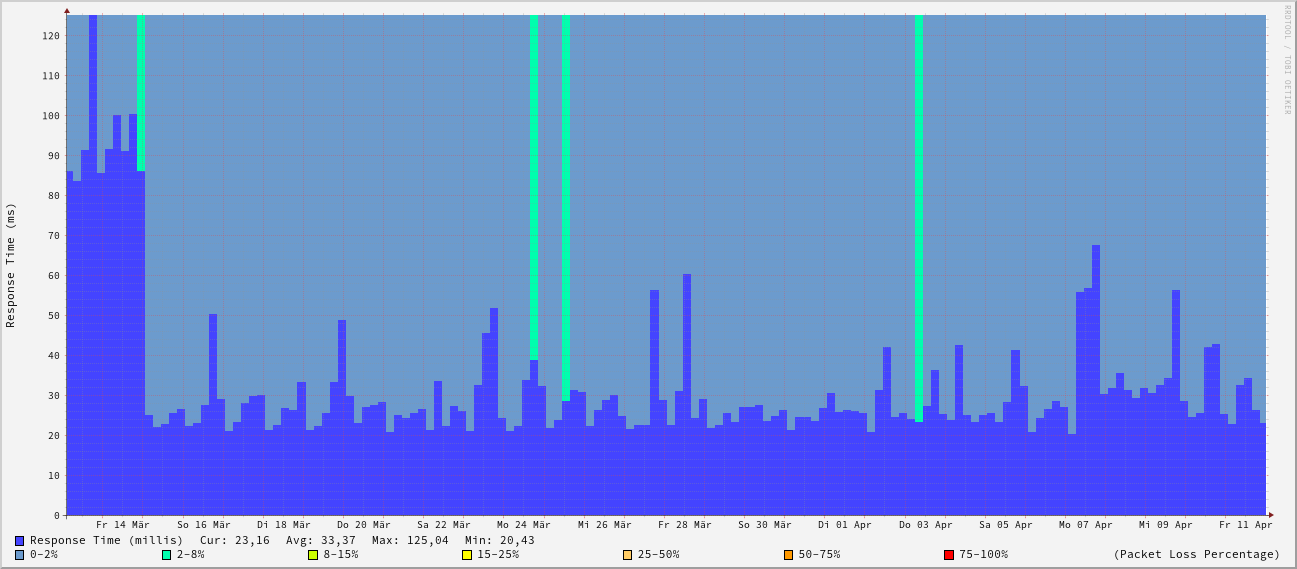 RRDTOOL / TOBI OETIKER
Response Time (ms)
120
110
100
90
80
70
60
50
40
30
20
10
0
Fr 14 Mär So 16 Mär Di 18 Mär Do 20 Mär Sa 22 Mär Mo 24 Mär Mi 26 Mär Fr 28 Mär So 30 Mär Di 01 Apr Do 03 Apr Sa 05 Apr Mo 07 Apr Mi 09 Apr Fr 11 Apr
Response Time (millis) Cur: 23,16 Avg: 33,37 Max: 125,04 Min: 20,43
0-2% 2-8% 8-15% 15-25% 25-50% 50-75% 75-100% (Packet Loss Percentage)